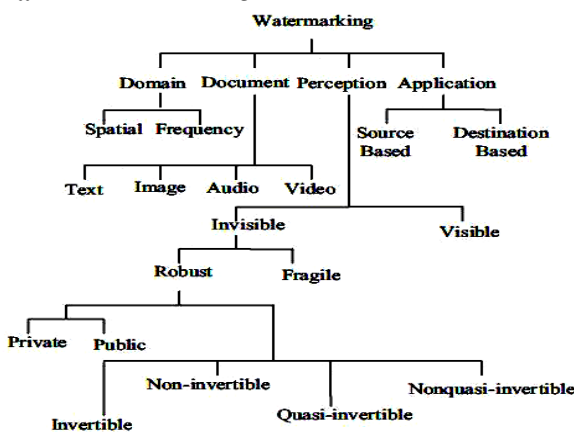 Watermarking
Domain Document Perception Application
Spatial Frequency
Source Based
Destination Based
Text Image Audio Video
Invisible
Visible
Robust
Fragile
Private Public
Non-invertible
Nonquasi-invertible
Invertible
Quasi-invertible